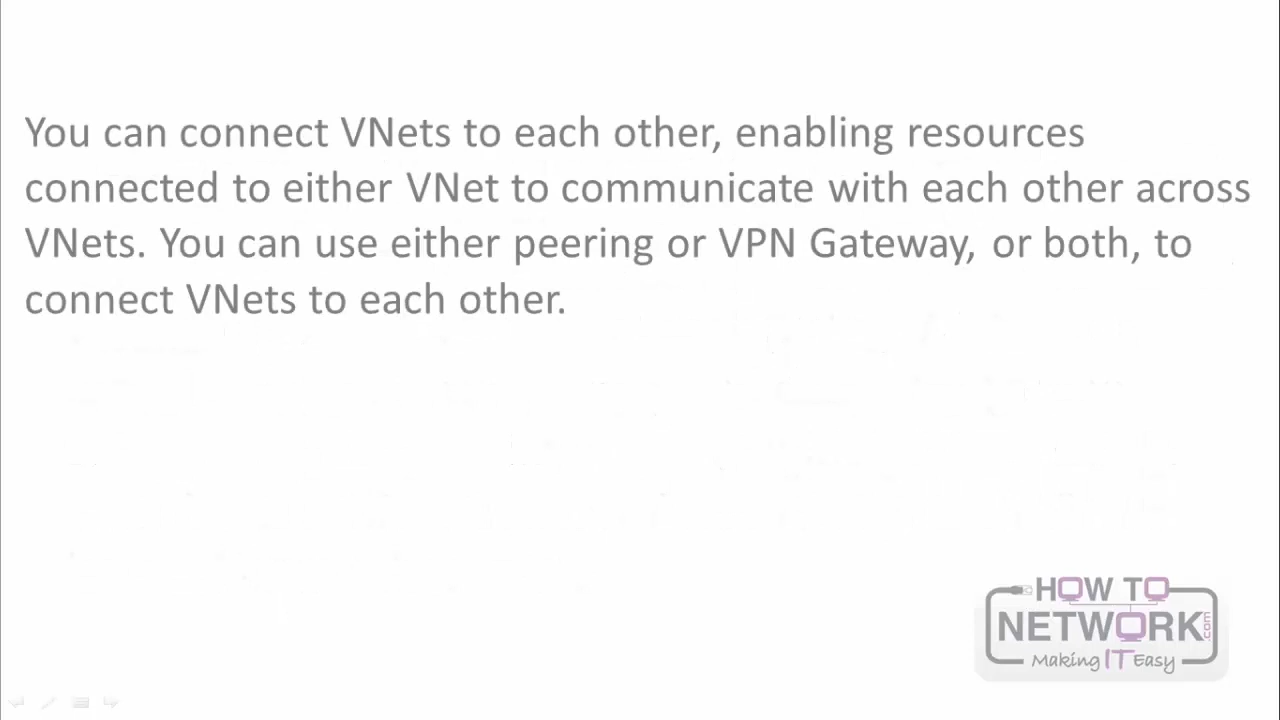 You can connect VNets to each other, enabling resources
connected to either VNet to communicate with each other across
VNets. You can use either peering or VPN Gateway, or both, to
connect VNets to each other.
HOW TO
NETWORK.com
Making IT Easy